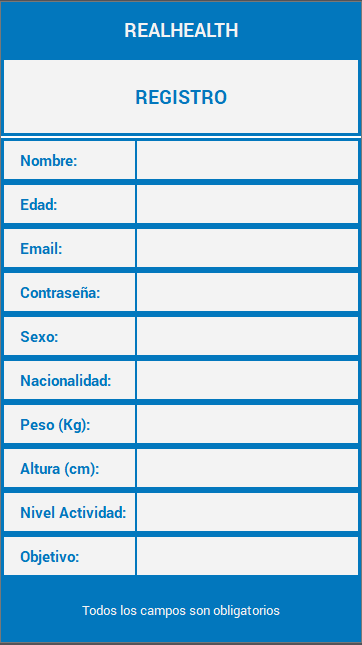 REALHEALTH
REGISTRO
Nombre:
Edad:
Email:
Contraseña:
Sexo:
Nacionalidad:
Peso (Kg):
Altura (cm):
Nivel Actividad:
Objetivo:
Todos los campos son obligatorios